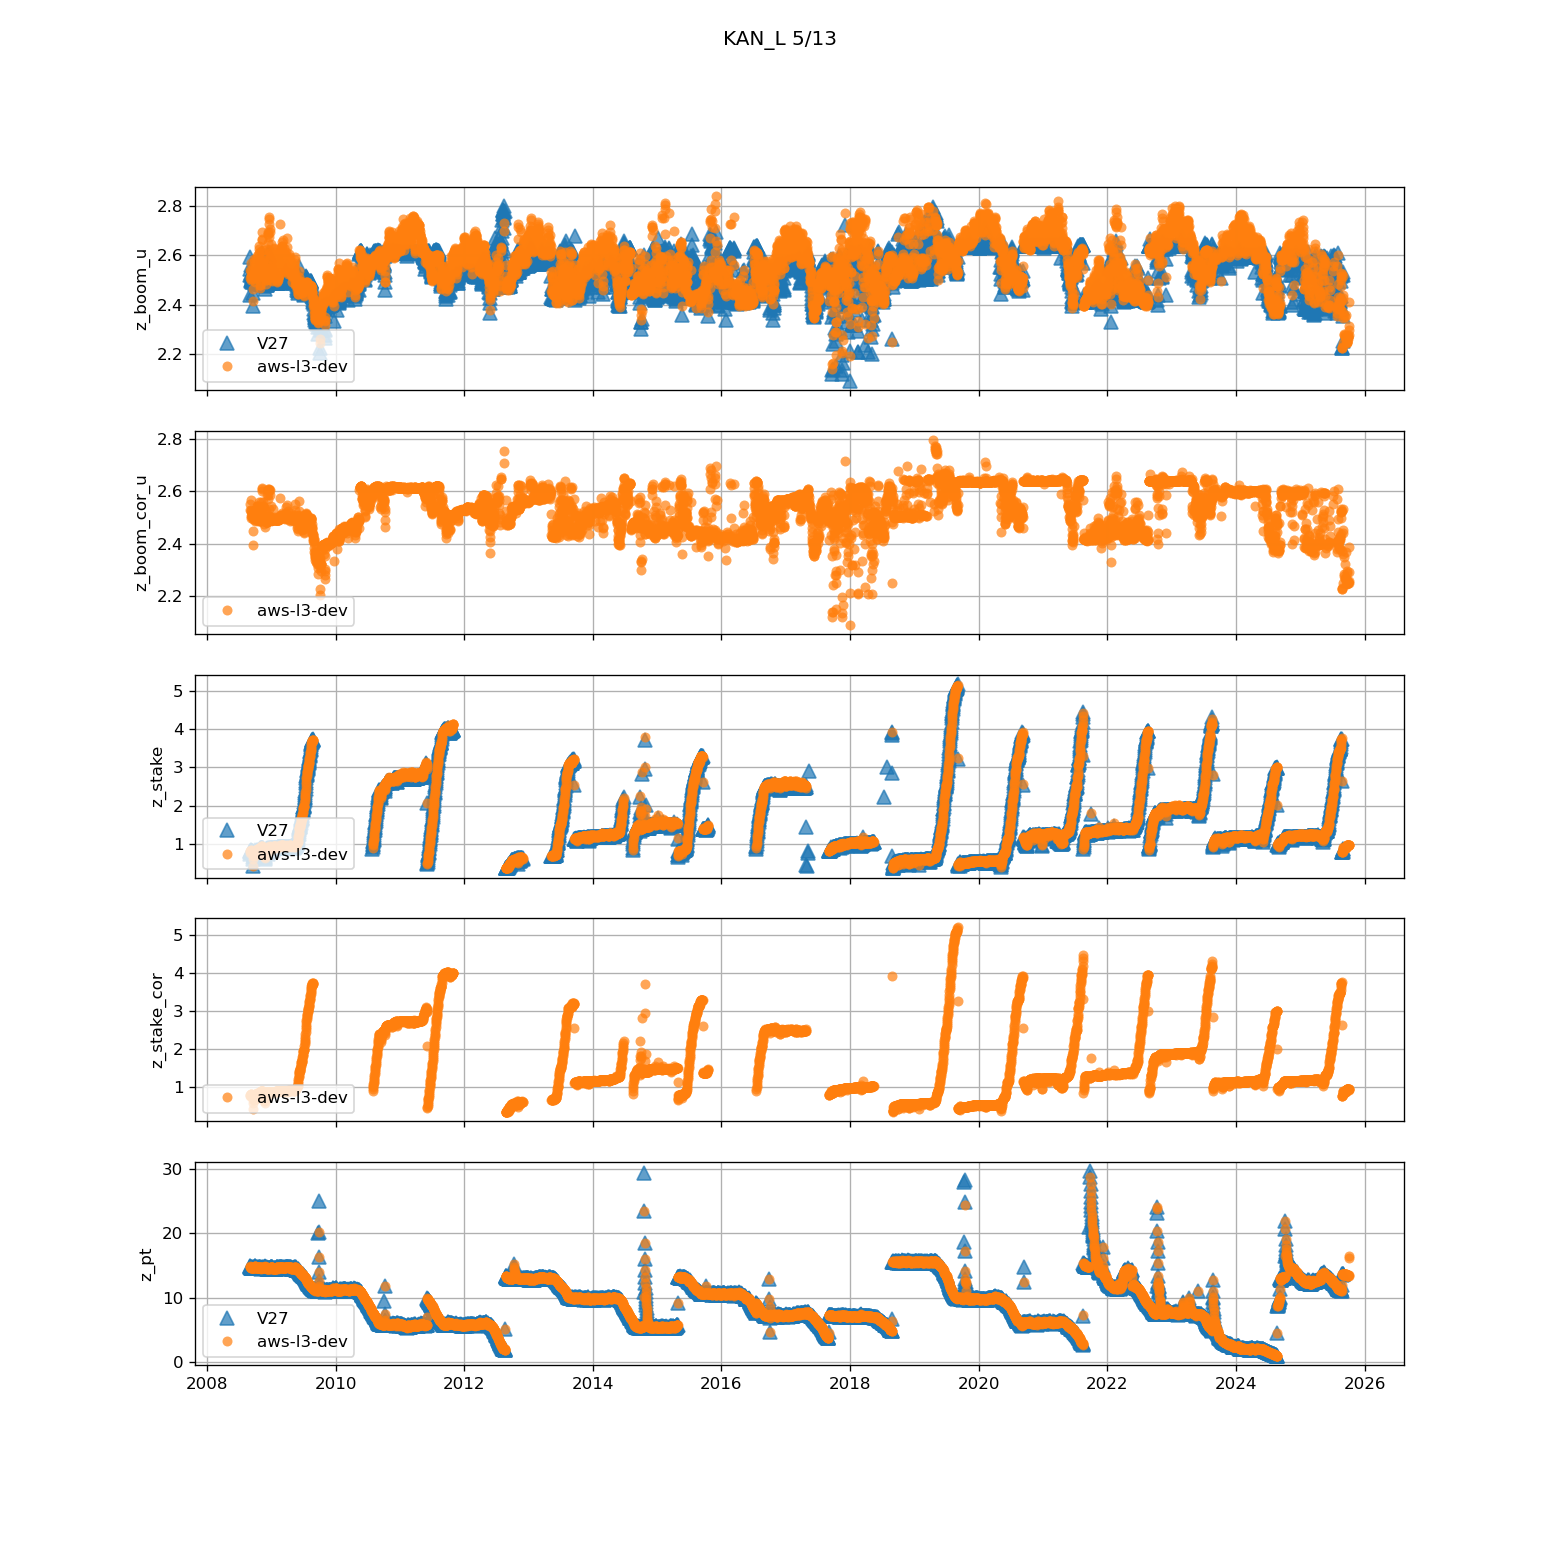 KAN_L 5/13
2.8
2.6
2.4
2.2
z_boom_u
V27
aws-l3-dev
2.8
2.6
2.4
2.2
z_boom_cor_u
aws-l3-dev
5
4
3
2
1
z_stake
V27
aws-l3-dev
5
4
3
2
1
z_stake_cor
aws-l3-dev
30
20
10
0
z_pt
V27
aws-l3-dev
2008 2010 2012 2014 2016 2018 2020 2022 2024 2026